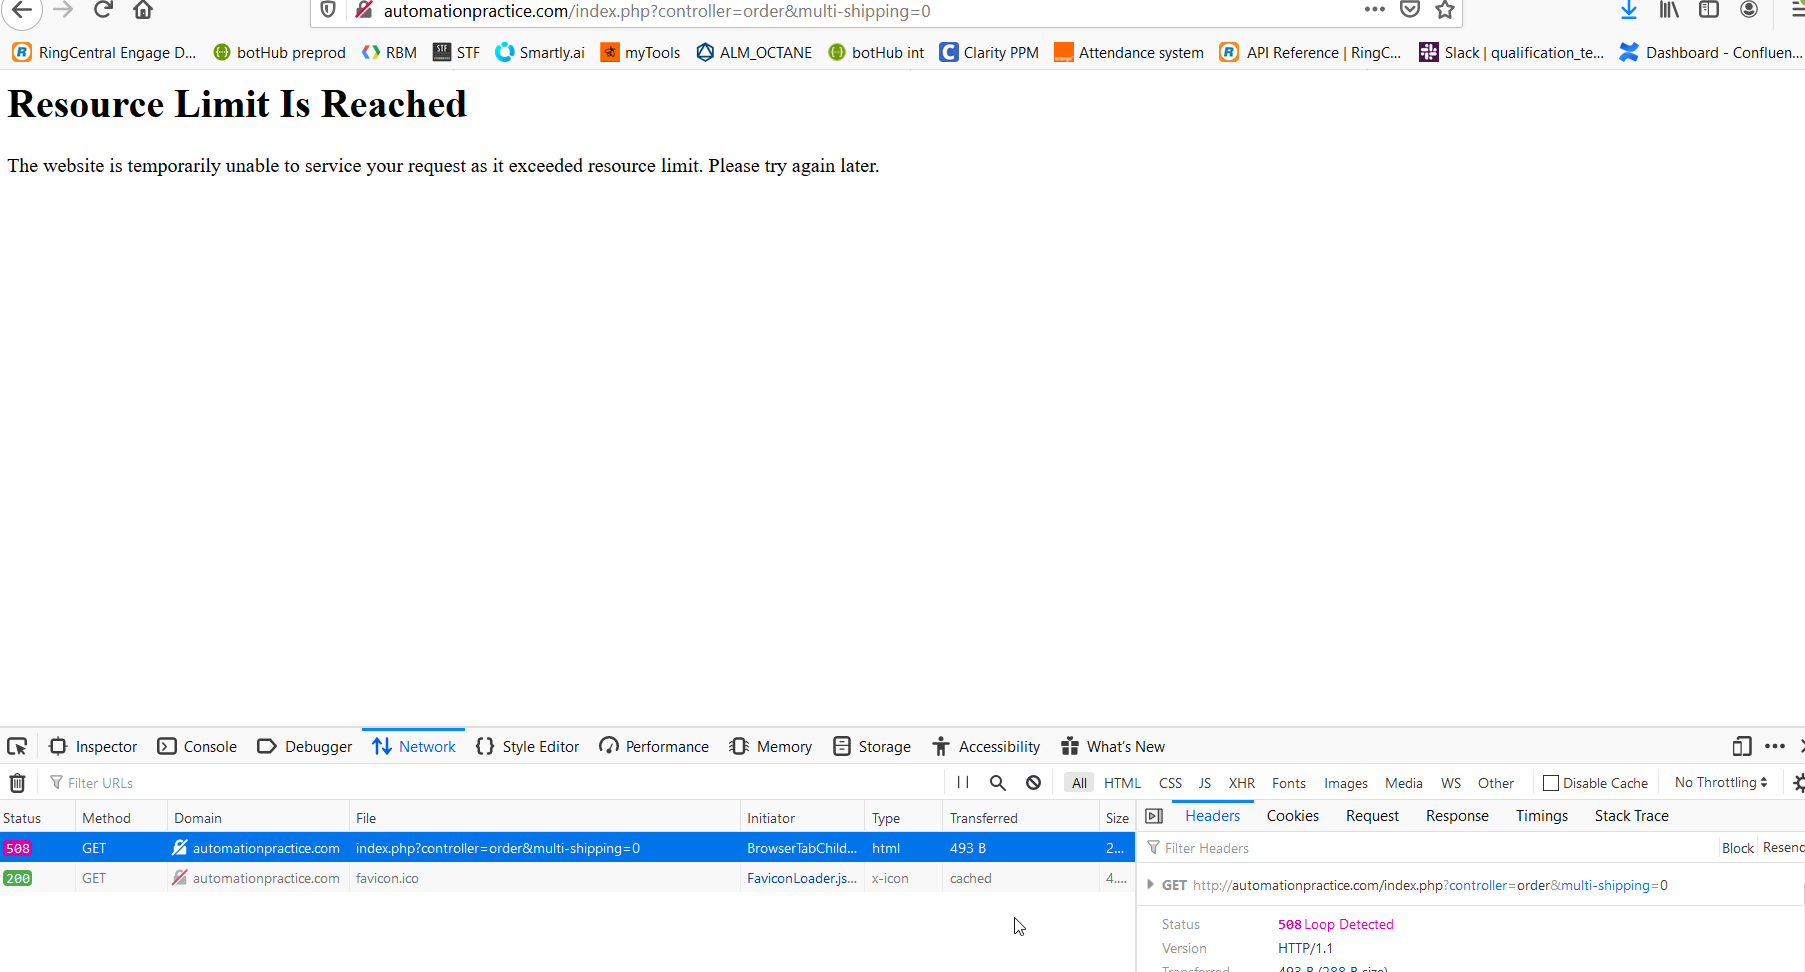 automationpractice.com/index.php?controller=order&multi-shipping=0
RingCentral Engage D... botHub preprod RBM STF STF Smartly.ai myTools ALM_OCTANE botHub int Clarity PPM Attendance system API Reference | RingC... Slack | qualification_te... Dashboard - Confluen...
Resource Limit Is Reached
The website is temporarily unable to service your request as it exceeded resource limit. Please try again later.
Inspector Console Debugger Network Style Editor Performance Memory Storage Accessibility What's New
Filter URLs All HTML CSS JS XHR Fonts Images Media WS Other Disable Cache No Throttling
Status Method Domain File Initiator Type Transferred Size Headers Cookies Request Response Timings Stack Trace
508 GET automationpractice.com index.php?controller=order&multi-shipping=0 BrowserTabChild... html 493 B 2... Filter Headers Block Resend
200 GET automationpractice.com favicon.ico FaviconLoader.js... x-icon cached 4.... GET http://automationpractice.com/index.php?controller=order&multi-shipping=0
Status 508 Loop Detected
Version HTTP/1.1
Transferred 493 B (288 B size)